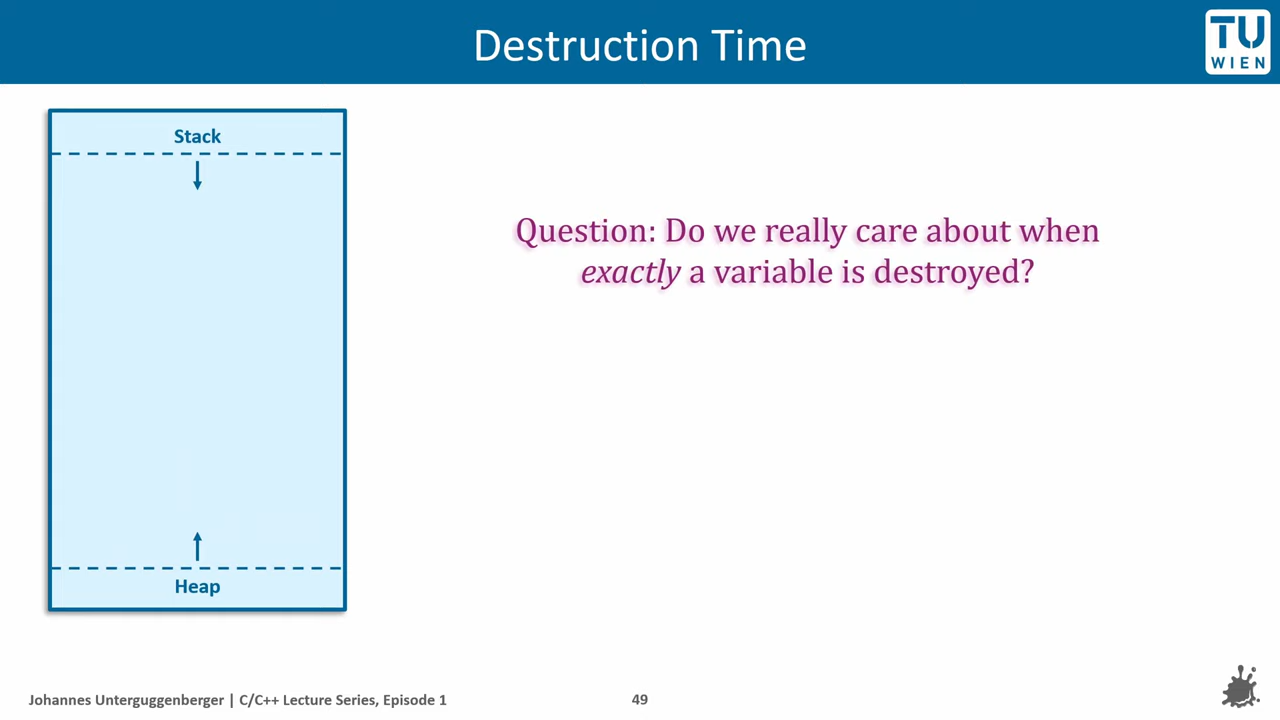 Destruction Time
TU
WIEN
Stack
Question: Do we really care about when
exactly a variable is destroyed?
Heap
Johannes Unterguggenberger | C/C++ Lecture Series, Episode 1
49